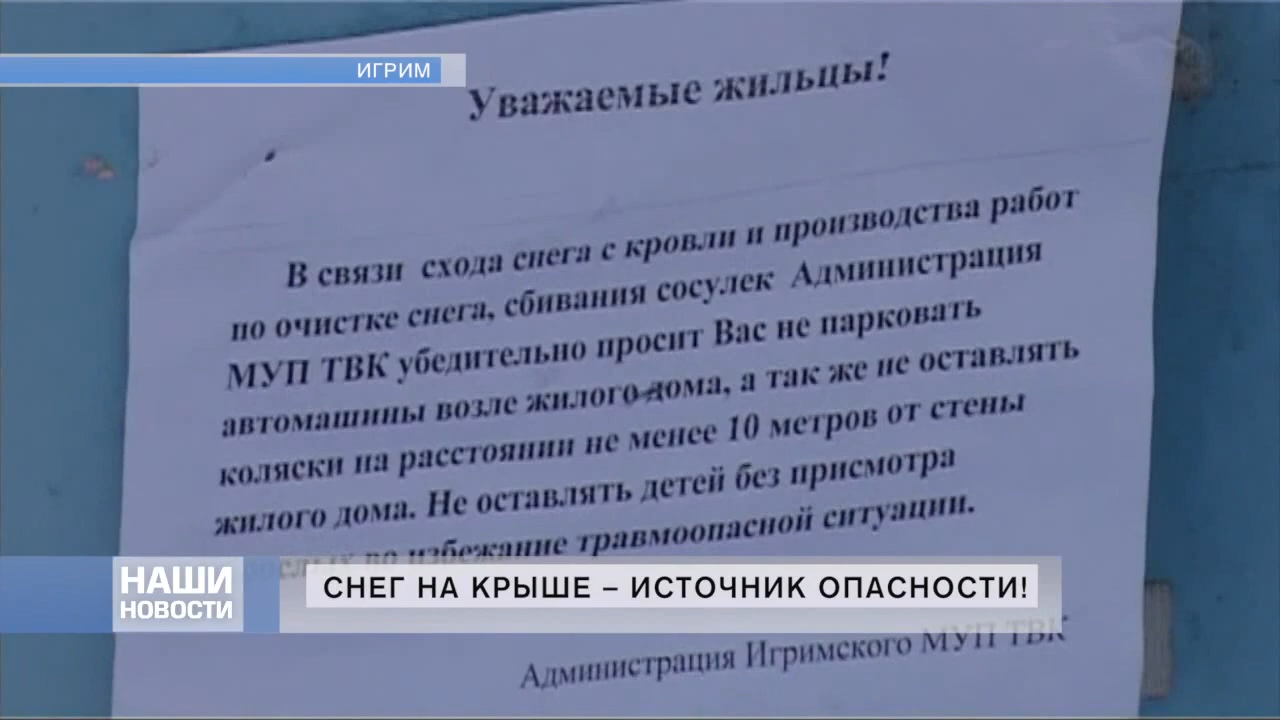 ИГРИМ
Уважаемые жильцы!
В связи схода снега с кровли и производства работ
по очистке снега, сбивания сосулек Администрация
МУП ТВК убедительно просит Вас не парковать
автомашины возле жилого дома, а так же не оставлять
коляски на расстоянии не менее 10 метров от стены
жилого дома. Не оставлять детей без присмотра
во избежание травмоопасной ситуации.
НАШИ
НОВОСТИ
СНЕГ НА КРЫШЕ – ИСТОЧНИК ОПАСНОСТИ!
Администрация Игримского МУП ТВК